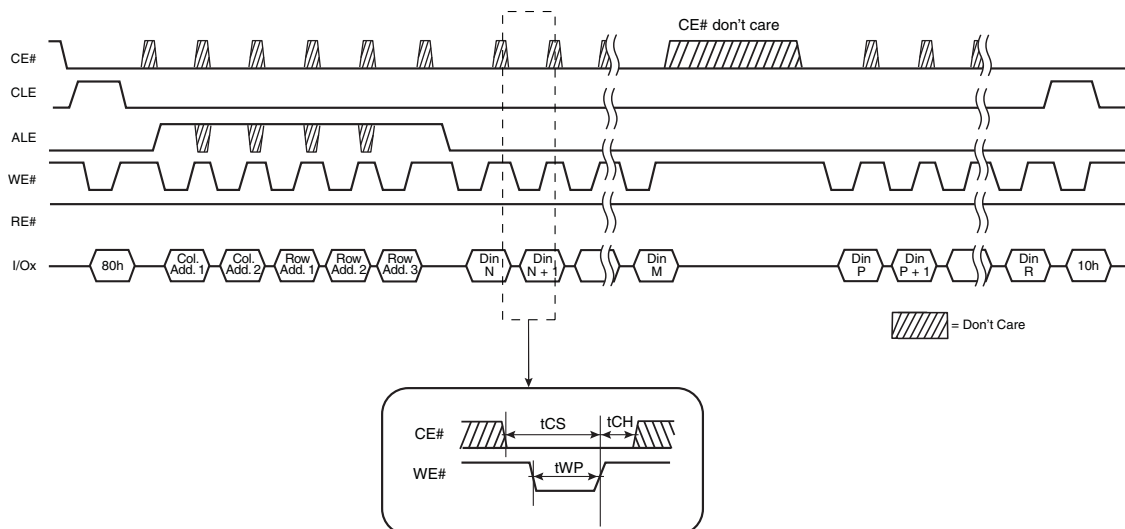 CE# don't care
CE#
CLE
ALE
WE#
RE#
I/Ox
80h
Col.
Add. 1
Col.
Add. 2
Row
Add. 1
Row
Add. 2
Row
Add. 3
Din
N
Din
N + 1
Din
M
Din
P
Din
P + 1
Din
R
10h
= Don't Care
CE#
tCS
tCH
WE#
tWP